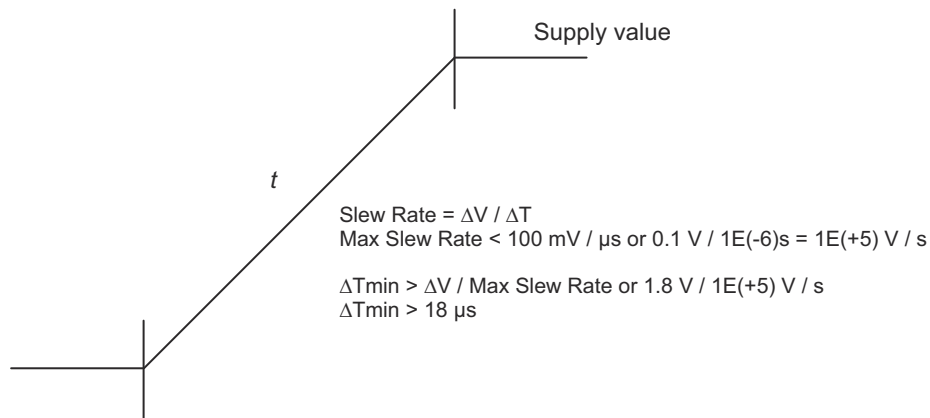 Supply value
t
Slew Rate = ΔV / ΔT
Max Slew Rate < 100 mV / µs or 0.1 V / 1E(-6)s = 1E(+5) V / s
ΔTmin > ΔV / Max Slew Rate or 1.8 V / 1E(+5) V / s
ΔTmin > 18 µs